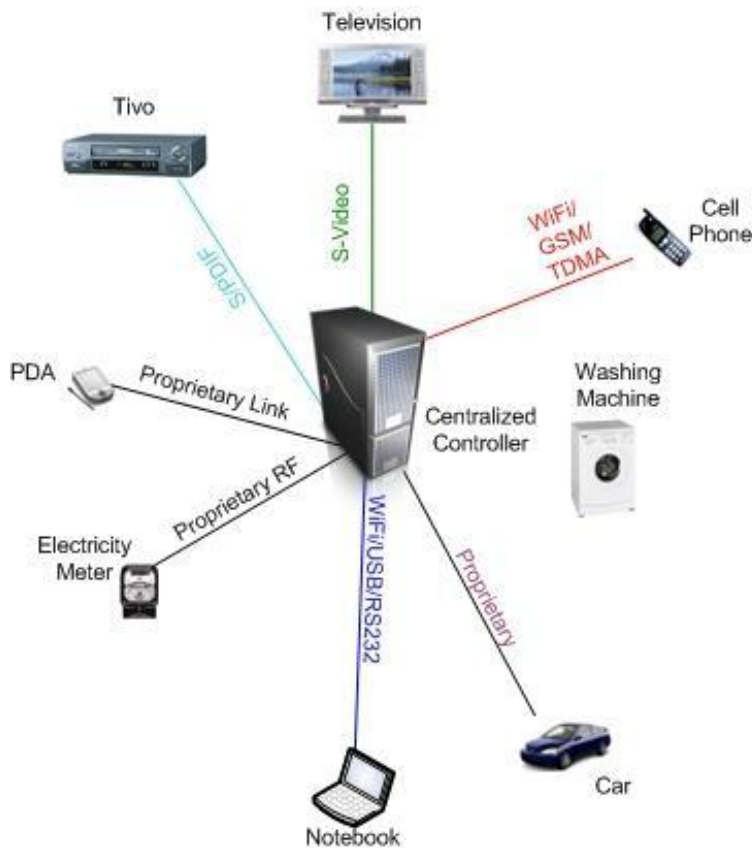 Television
Tivo
S-Video
S/PDIF
WiFi/
GSM/
TDMA
Cell
Phone
PDA
Proprietary Link
Washing
Machine
Centralized
Controller
Proprietary RF
Electricity
Meter
WiFi/USB/RS232
Proprietary
Car
Notebook